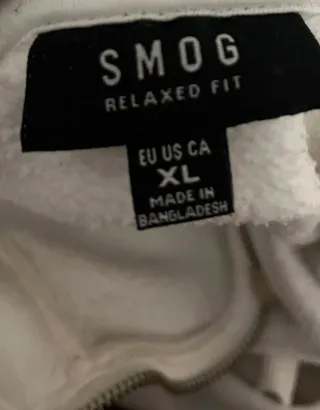 SMOG
RELAXED FIT
EU US CA
XL
MADE IN
BANGLADESH